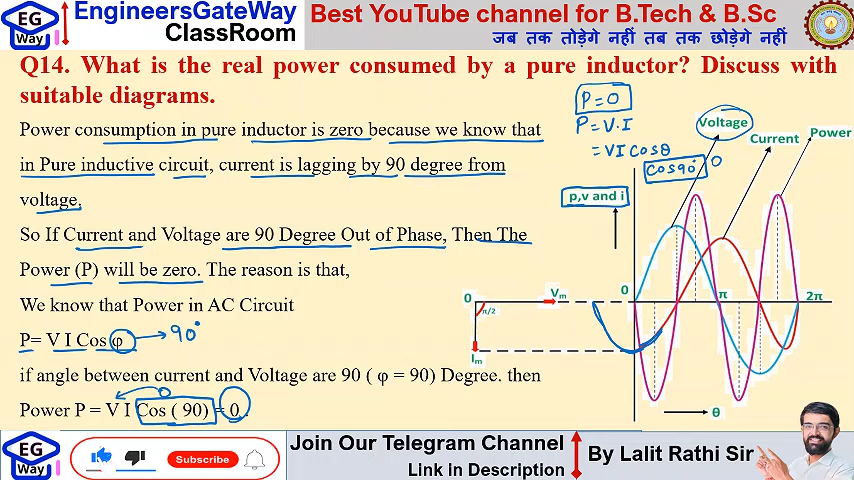 EG
Way
EngineersGateWay
ClassRoom
Best YouTube channel for B.Tech & B.Sc
जब तक तोड़ेगे नहीं तब तक छोड़ेगे नहीं
Q14. What is the real power consumed by a pure inductor? Discuss with
suitable diagrams.
Power consumption in pure inductor is zero because we know that
in Pure inductive circuit, current is lagging by 90 degree from
voltage,
So If Current and Voltage are 90 Degree Out of Phase, Then The
Power (P) will be zero. The reason is that,
We know that Power in AC Circuit
P= V I Cos φ → 90°
if angle between current and Voltage are 90 ( φ = 90) Degree. then
0
Power P = V I Cos ( 90) = 0
P=0
P = V·I
= VI Cosθ
Cos90° 0
Voltage
Current
Power
p,v and i
0
π
2π
0
Vm
π/2
Im
θ
EG
Way
Subscribe
Join Our Telegram Channel
Link in Description
By Lalit Rathi Sir